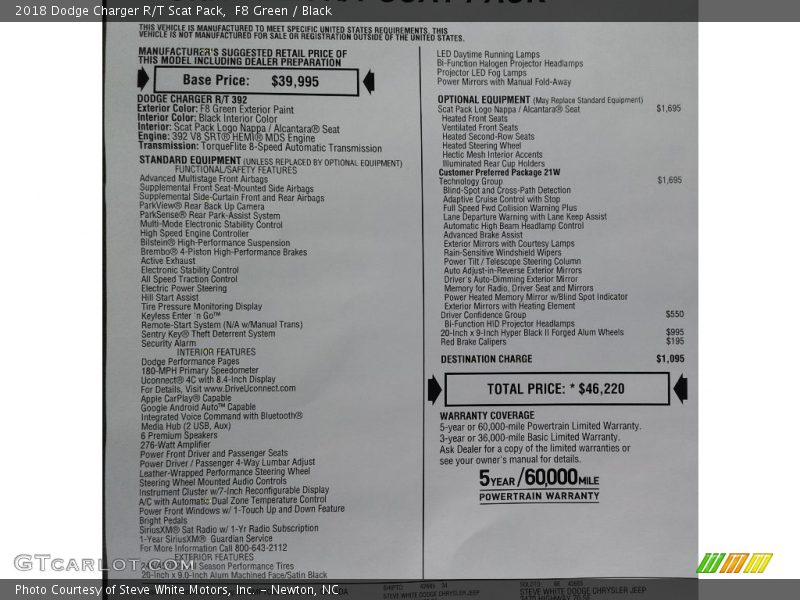 2018 Dodge Charger R/T Scat Pack, F8 Green / Black
THIS VEHICLE IS MANUFACTURED TO MEET SPECIFIC UNITED STATES REQUIREMENTS. THIS
VEHICLE IS NOT MANUFACTURED FOR SALE OR REGISTRATION OUTSIDE OF THE UNITED STATES.
MANUFACTURER'S SUGGESTED RETAIL PRICE OF
THIS MODEL INCLUDING DEALER PREPARATION
Base Price: $39,995
DODGE CHARGER R/T 392
Exterior Color: F8 Green Exterior Paint
Interior Color: Black Interior Color
Interior: Scat Pack Logo Nappa / Alcantara® Seat
Engine: 392 V8 SRT® HEMI® MDS Engine
Transmission: TorqueFlite 8-Speed Automatic Transmission
STANDARD EQUIPMENT (UNLESS REPLACED BY OPTIONAL EQUIPMENT)
FUNCTIONAL/SAFETY FEATURES
Advanced Multistage Front Airbags
Supplemental Front Seat-Mounted Side Airbags
Supplemental Side-Curtain Front and Rear Airbags
ParkView® Rear Back Up Camera
ParkSense® Rear Park-Assist System
Multi-Mode Electronic Stability Control
High Speed Engine Controller
Bilstein® High-Performance Suspension
Brembo® 4-Piston High-Performance Brakes
Active Exhaust
Electronic Stability Control
All Speed Traction Control
Electric Power Steering
Hill Start Assist
Tire Pressure Monitoring Display
Keyless Enter 'n Go™
Remote-Start System (N/A w/Manual Trans)
Sentry Key® Theft Deterrent System
Security Alarm
INTERIOR FEATURES
Dodge Performance Pages
180-MPH Primary Speedometer
Uconnect® 4C with 8.4-Inch Display
For Details, Visit www.DriveUconnect.com
Apple CarPlay® Capable
Google Android Auto™ Capable
Integrated Voice Command with Bluetooth®
Media Hub (2 USB, Aux)
6 Premium Speakers
276-Watt Amplifier
Power Front Driver and Passenger Seats
Power Driver / Passenger 4-Way Lumbar Adjust
Leather-Wrapped Performance Steering Wheel
Steering Wheel Mounted Audio Controls
Instrument Cluster w/7-Inch Reconfigurable Display
A/C with Automatic Dual Zone Temperature Control
Power Front Windows w/ 1-Touch Up and Down Feature
Bright Pedals
SiriusXM® Sat Radio w/ 1-Yr Radio Subscription
1-Year SiriusXM® Guardian Service
For More Information Call 800-643-2112
EXTERIOR FEATURES
All Season Performance Tires
20-Inch x 9.0-Inch Alum Machined Face/Satin Black
LED Daytime Running Lamps
Bi-Function Halogen Projector Headlamps
Projector LED Fog Lamps
Power Mirrors with Manual Fold-Away
OPTIONAL EQUIPMENT (May Replace Standard Equipment)
Scat Pack Logo Nappa / Alcantara® Seat $1,695
Heated Front Seats
Ventilated Front Seats
Heated Second-Row Seats
Heated Steering Wheel
Hectic Mesh Interior Accents
Illuminated Rear Cup Holders
Customer Preferred Package 21W
Technology Group $1,695
Blind-Spot and Cross-Path Detection
Adaptive Cruise Control with Stop
Full Speed Fwd Collision Warning Plus
Lane Departure Warning with Lane Keep Assist
Automatic High Beam Headlamp Control
Advanced Brake Assist
Exterior Mirrors with Courtesy Lamps
Rain-Sensitive Windshield Wipers
Power Tilt / Telescope Steering Column
Auto Adjust-in-Reverse Exterior Mirrors
Driver's Auto-Dimming Exterior Mirror
Memory for Radio, Driver Seat and Mirrors
Power Heated Memory Mirror w/Blind Spot Indicator
Exterior Mirrors with Heating Element
Driver Confidence Group $550
Bi-Function HID Projector Headlamps
20-Inch x 9-Inch Hyper Black II Forged Alum Wheels $995
Red Brake Calipers $195
DESTINATION CHARGE $1,095
TOTAL PRICE: * $46,220
WARRANTY COVERAGE
5-year or 60,000-mile Powertrain Limited Warranty.
3-year or 36,000-mile Basic Limited Warranty.
Ask Dealer for a copy of the limited warranties or
see your owner's manual for details.
5YEAR/60,000MILE
POWERTRAIN WARRANTY
STEVE WHITE DODGE CHRYSLER JEEP
STEVE WHITE DODGE CHRYSLER JEEP
GTCarLot.com
Photo Courtesy of Steve White Motors, Inc. – Newton, NC